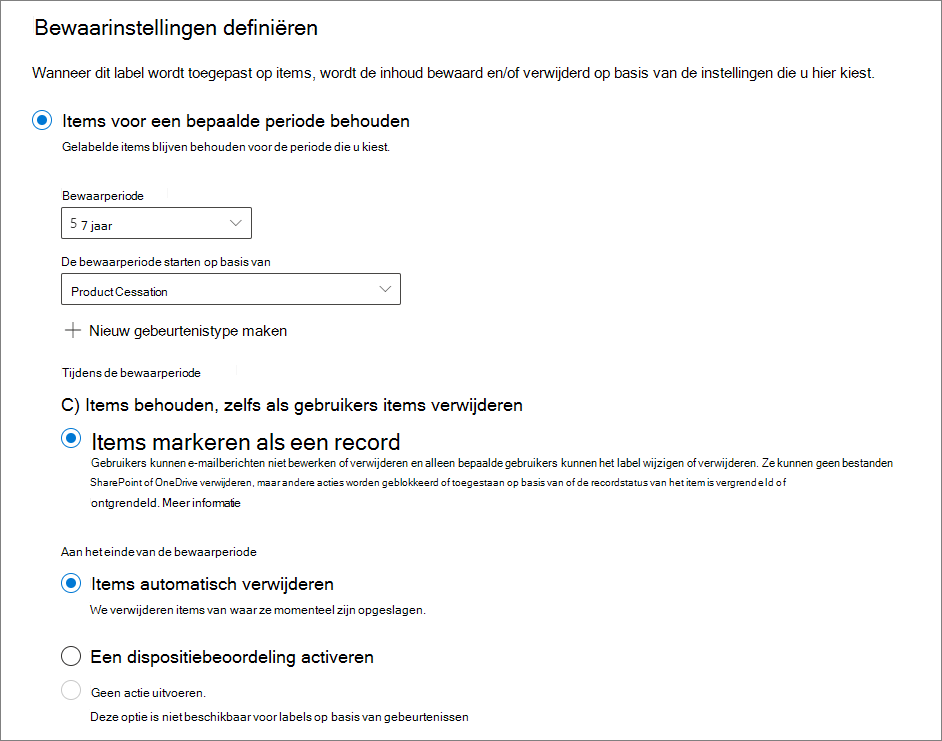 Bewaarinstellingen definiëren
Wanneer dit label wordt toegepast op items, wordt de inhoud bewaard en/of verwijderd op basis van de instellingen die u hier kiest.
Items voor een bepaalde periode behouden
Gelabelde items blijven behouden voor de periode die u kiest.
Bewaarperiode
5 7 jaar
De bewaarperiode starten op basis van
Product Cessation
+ Nieuw gebeurtenistype maken
Tijdens de bewaarperiode
C) Items behouden, zelfs als gebruikers items verwijderen
Items markeren als een record
Gebruikers kunnen e-mailberichten niet bewerken of verwijderen en alleen bepaalde gebruikers kunnen het label wijzigen of verwijderen. Ze kunnen geen bestanden
SharePoint of OneDrive verwijderen, maar andere acties worden geblokkeerd of toegestaan op basis van of de recordstatus van het item is vergrendeld of
ontgrendeld. Meer informatie
Aan het einde van de bewaarperiode
Items automatisch verwijderen
We verwijderen items van waar ze momenteel zijn opgeslagen.
Een dispositiebeoordeling activeren
Geen actie uitvoeren.
Deze optie is niet beschikbaar voor labels op basis van gebeurtenissen